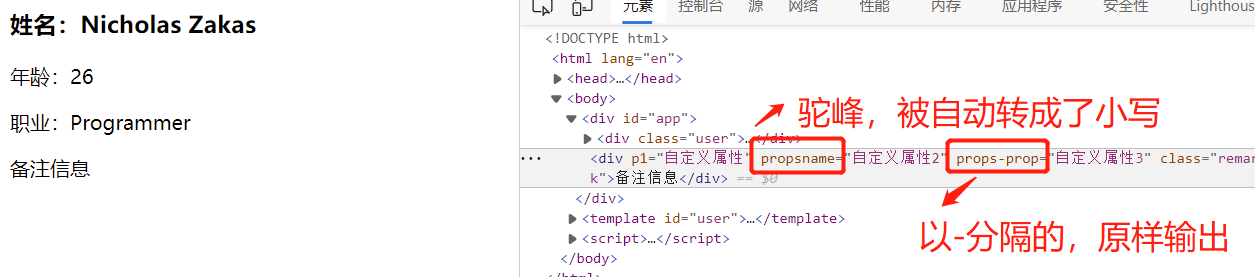 姓名：Nicholas Zakas
年龄：26
职业：Programmer
备注信息
元素 控制台 源 网络 性能 内存 应用程序 安全性 Lighthous
<!DOCTYPE html>
<html lang="en">
<head>…</head>
<body>
<div id="app">
<div class="user">…</div>
<div p1="自定义属性" propsname="自定义属性2" props-prop="自定义属性3" class="remar
k">备注信息</div> == $0
</div>
<template id="user">…</template>
<script>…</script>
</body>
</html>
驼峰，被自动转成了小写
以-分隔的，原样输出